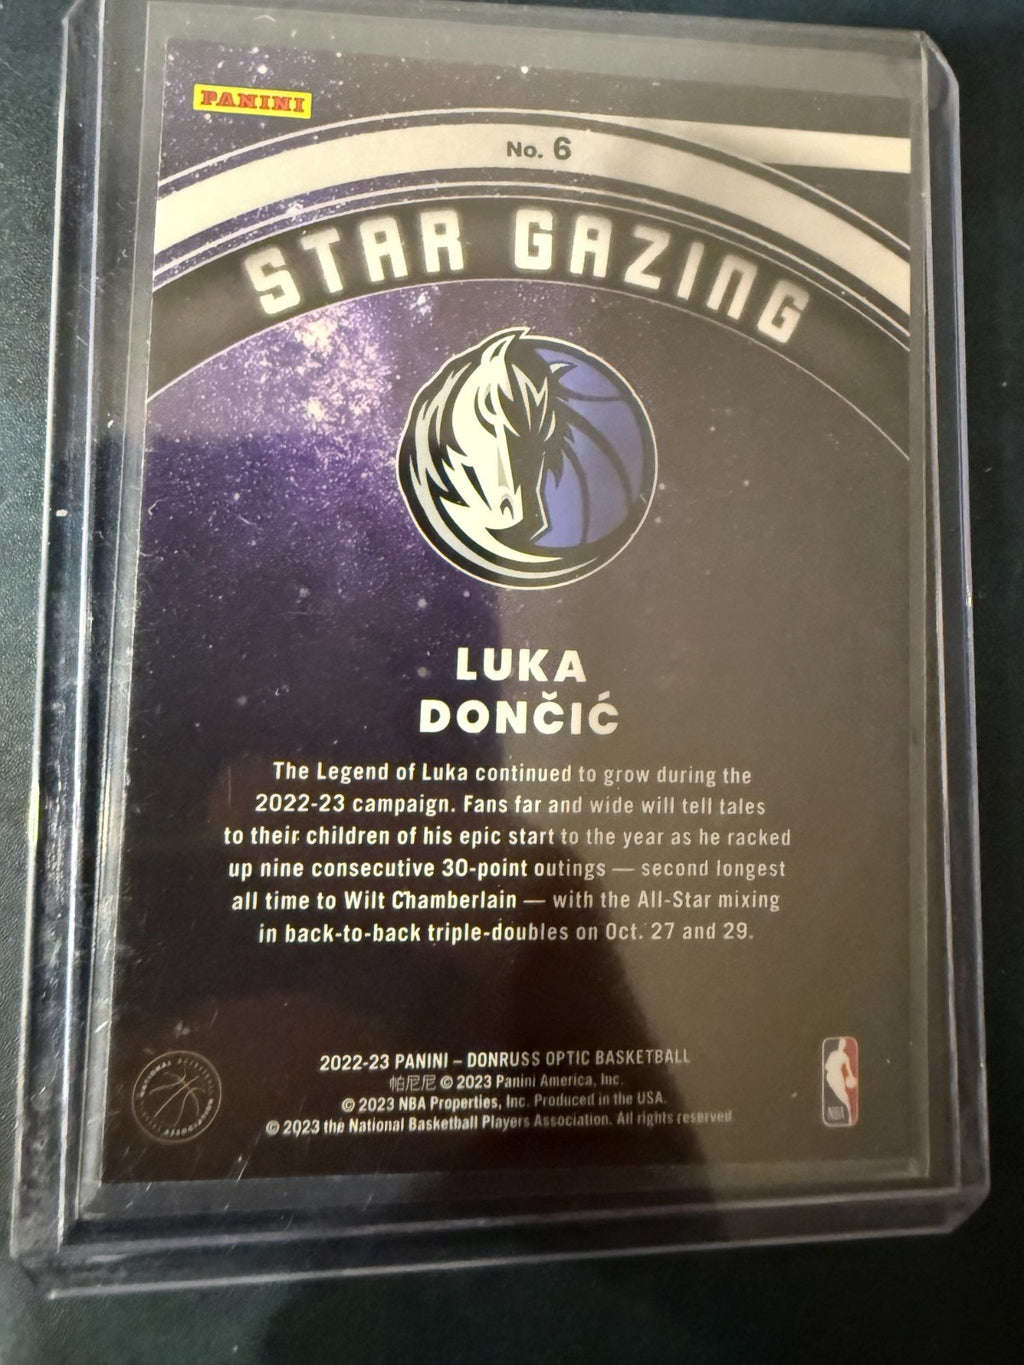 PANINI
No. 6
STAR GAZING
LUKA
DONČIĆ
The Legend of Luka continued to grow during the
2022-23 campaign. Fans far and wide will tell tales
to their children of his epic start to the year as he racked
up nine consecutive 30-point outings — second longest
all time to Wilt Chamberlain — with the All-Star mixing
in back-to-back triple-doubles on Oct. 27 and 29.
2022-23 PANINI – DONRUSS OPTIC BASKETBALL
帕尼尼 © 2023 Panini America, Inc.
© 2023 NBA Properties, Inc. Produced in the USA.
© 2023 the National Basketball Players Association. All rights reserved.
NATIONAL BASKETBALL PLAYERS ASSOCIATION
NBA